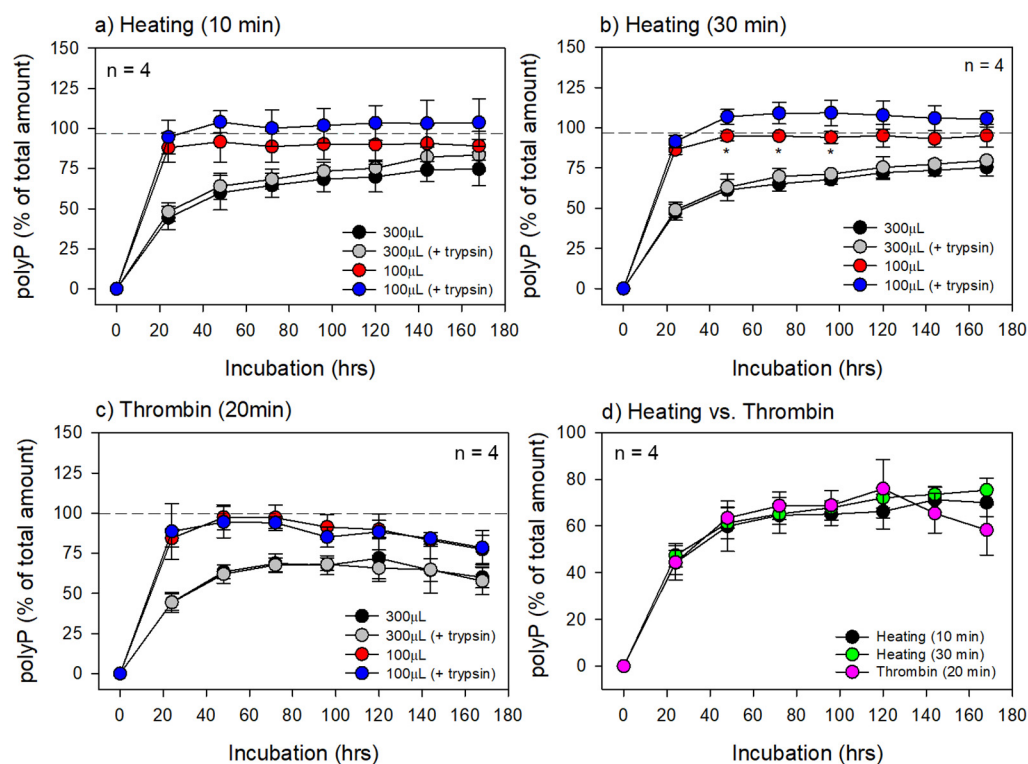 a) Heating (10 min)
n = 4
polyP (% of total amount)
150
125
100
75
50
25
0
300µL
300µL (+ trypsin)
100µL
100µL (+ trypsin)
0 20 40 60 80 100 120 140 160 180
Incubation (hrs)
b) Heating (30 min)
n = 4
polyP (% of total amount)
150
125
100
75
50
25
0
* * *
300µL
300µL (+ trypsin)
100µL
100µL (+ trypsin)
0 20 40 60 80 100 120 140 160 180
Incubation (hrs)
c) Thrombin (20min)
n = 4
polyP (% of total amount)
150
125
100
75
50
25
0
300µL
300µL (+ trypsin)
100µL
100µL (+ trypsin)
0 20 40 60 80 100 120 140 160 180
Incubation (hrs)
d) Heating vs. Thrombin
n = 4
polyP (% of total amount)
100
80
60
40
20
0
Heating (10 min)
Heating (30 min)
Thrombin (20 min)
0 20 40 60 80 100 120 140 160 180
Incubation (hrs)